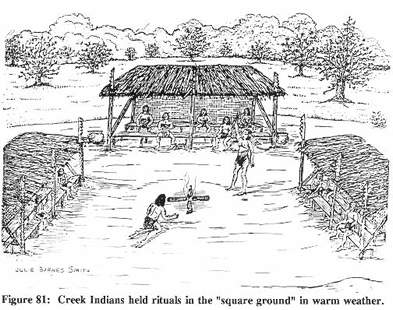 JULIE BARNES SMITH
Figure 81: Creek Indians held rituals in the "square ground" in warm weather.